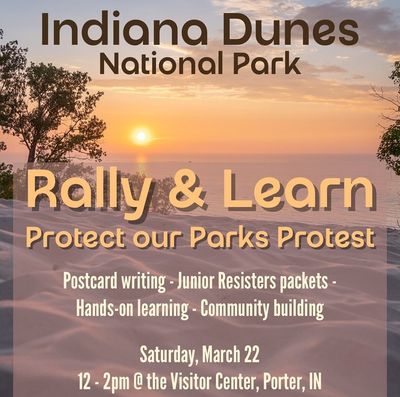 Indiana Dunes
National Park
Rally & Learn
Protect our Parks Protest
Postcard writing - Junior Resisters packets -
Hands-on learning - Community building
Saturday, March 22
12 - 2pm @ the Visitor Center, Porter, IN